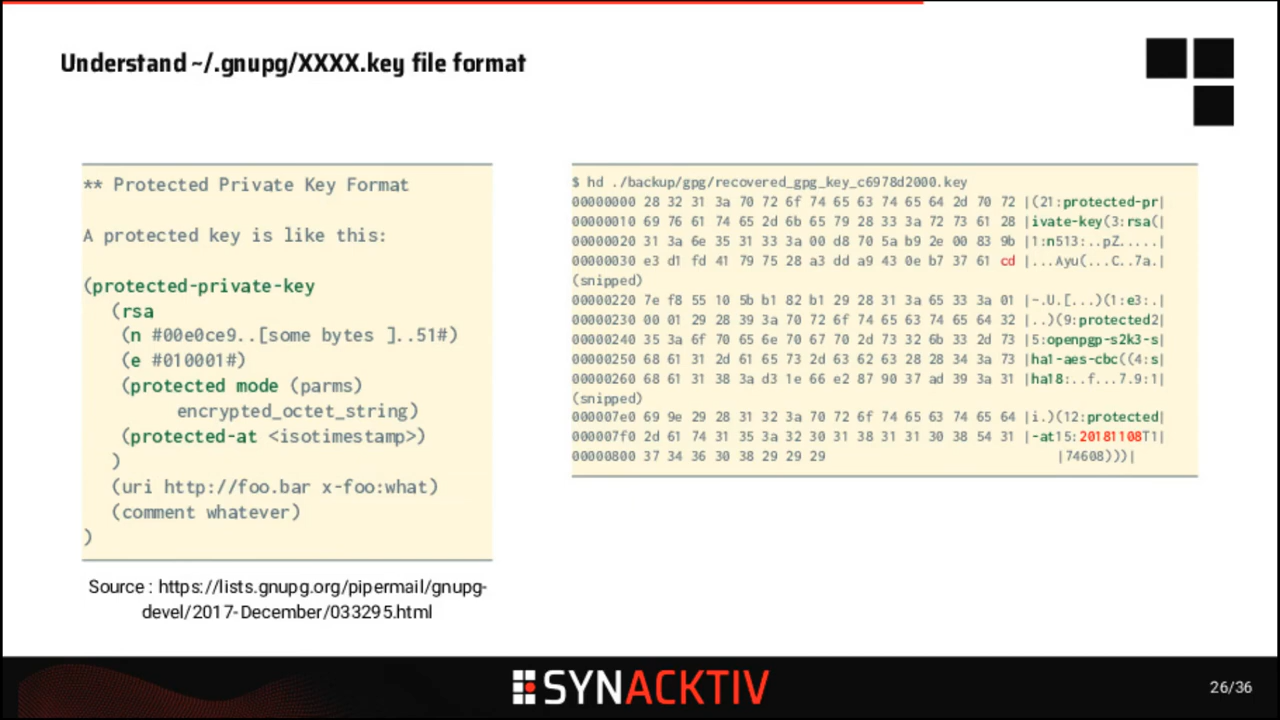 Understand ~/.gnupg/XXXX.key file format
** Protected Private Key Format
A protected key is like this:
(protected-private-key
(rsa
(n #00e0ce9..[some bytes ]..51#)
(e #010001#)
(protected mode (parms)
encrypted_octet_string)
(protected-at <isotimestamp>)
)
(uri http://foo.bar x-foo:what)
(comment whatever)
)
Source : https://lists.gnupg.org/pipermail/gnupg-
devel/2017-December/033295.html
$ hd ./backup/gpg/recovered_gpg_key_c6978d2000.key
00000000 28 32 31 3a 70 72 6f 74 65 63 74 65 64 2d 70 72 |(21:protected-pr|
00000010 69 76 61 74 65 2d 6b 65 79 28 33 3a 72 73 61 28 |ivate-key(3:rsa(|
00000020 31 3a 6e 35 31 33 3a 00 d8 70 5a b9 2e 00 83 9b |1:n513:..pZ.....|
00000030 e3 d1 fd 41 79 75 28 a3 dd a9 43 0e b7 37 61 cd |...Ayu(...C..7a.|
(snipped)
00000220 7e f8 55 10 5b b1 82 b1 29 28 31 3a 65 33 3a 01 |~.U.[...)(1:e3:.|
00000230 00 01 29 28 39 3a 70 72 6f 74 65 63 74 65 64 32 |..)(9:protected2|
00000240 35 3a 6f 70 65 6e 70 67 70 2d 73 32 6b 33 2d 73 |5:openpgp-s2k3-s|
00000250 68 61 31 2d 61 65 73 2d 63 62 63 28 28 34 3a 73 |ha1-aes-cbc((4:s|
00000260 68 61 31 38 3a d3 1e 66 e2 87 90 37 ad 39 3a 31 |ha18:..f...7.9:1|
(snipped)
000007e0 69 9e 29 28 31 32 3a 70 72 6f 74 65 63 74 65 64 |i.)(12:protected|
000007f0 2d 61 74 31 35 3a 32 30 31 38 31 31 30 38 54 31 |-at15:20181108T1|
00000800 37 34 36 30 38 29 29 29 |74608)))|
SYNACKTIV
26/36